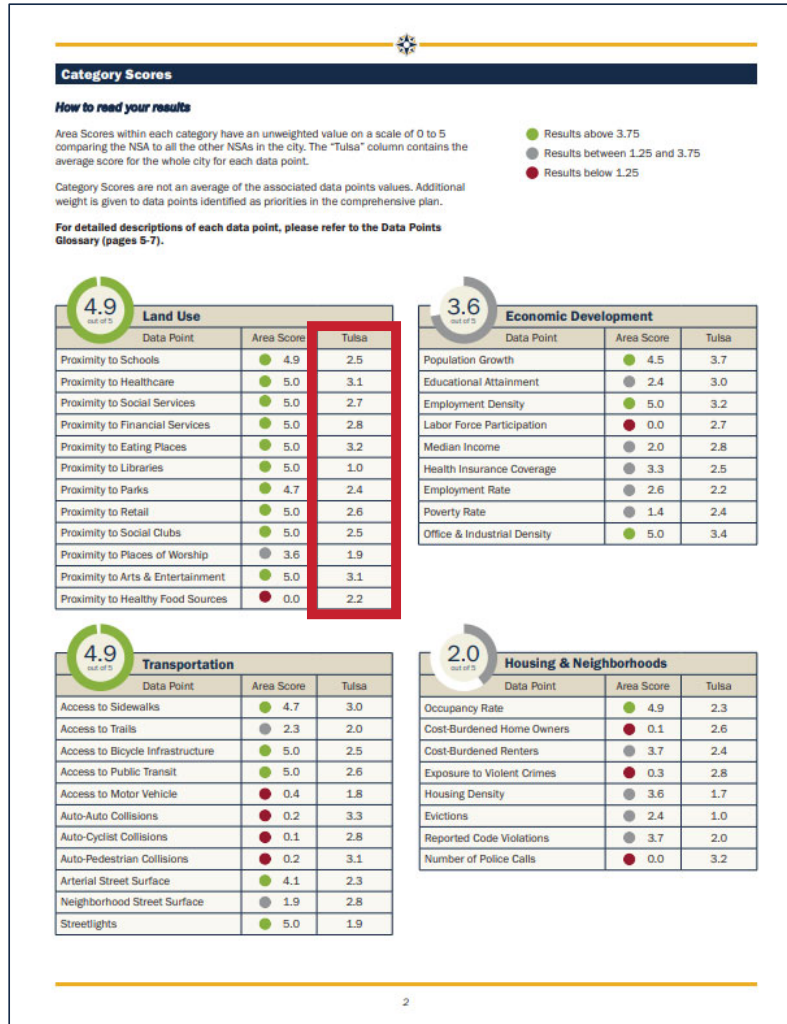 Category Scores
How to read your results
Area Scores within each category have an unweighted value on a scale of 0 to 5
comparing the NSA to all the other NSAs in the city. The "Tulsa" column contains the
average score for the whole city for each data point.
Category Scores are not an average of the associated data points values. Additional
weight is given to data points identified as priorities in the comprehensive plan.
For detailed descriptions of each data point, please refer to the Data Points
Glossary (pages 5-7).
Results above 3.75
Results between 1.25 and 3.75
Results below 1.25
4.9
out of 5
Land Use
Data Point Area Score Tulsa
Proximity to Schools 4.9 2.5
Proximity to Healthcare 5.0 3.1
Proximity to Social Services 5.0 2.7
Proximity to Financial Services 5.0 2.8
Proximity to Eating Places 5.0 3.2
Proximity to Libraries 5.0 1.0
Proximity to Parks 4.7 2.4
Proximity to Retail 5.0 2.6
Proximity to Social Clubs 5.0 2.5
Proximity to Places of Worship 3.6 1.9
Proximity to Arts & Entertainment 5.0 3.1
Proximity to Healthy Food Sources 0.0 2.2
3.6
out of 5
Economic Development
Data Point Area Score Tulsa
Population Growth 4.5 3.7
Educational Attainment 2.4 3.0
Employment Density 5.0 3.2
Labor Force Participation 0.0 2.7
Median Income 2.0 2.8
Health Insurance Coverage 3.3 2.5
Employment Rate 2.6 2.2
Poverty Rate 1.4 2.4
Office & Industrial Density 5.0 3.4
4.9
out of 5
Transportation
Data Point Area Score Tulsa
Access to Sidewalks 4.7 3.0
Access to Trails 2.3 2.0
Access to Bicycle Infrastructure 5.0 2.5
Access to Public Transit 5.0 2.6
Access to Motor Vehicle 0.4 1.8
Auto-Auto Collisions 0.2 3.3
Auto-Cyclist Collisions 0.1 2.8
Auto-Pedestrian Collisions 0.2 3.1
Arterial Street Surface 4.1 2.3
Neighborhood Street Surface 1.9 2.8
Streetlights 5.0 1.9
2.0
out of 5
Housing & Neighborhoods
Data Point Area Score Tulsa
Occupancy Rate 4.9 2.3
Cost-Burdened Home Owners 0.1 2.6
Cost-Burdened Renters 3.7 2.4
Exposure to Violent Crimes 0.3 2.8
Housing Density 3.6 1.7
Evictions 2.4 1.0
Reported Code Violations 3.7 2.0
Number of Police Calls 0.0 3.2
2